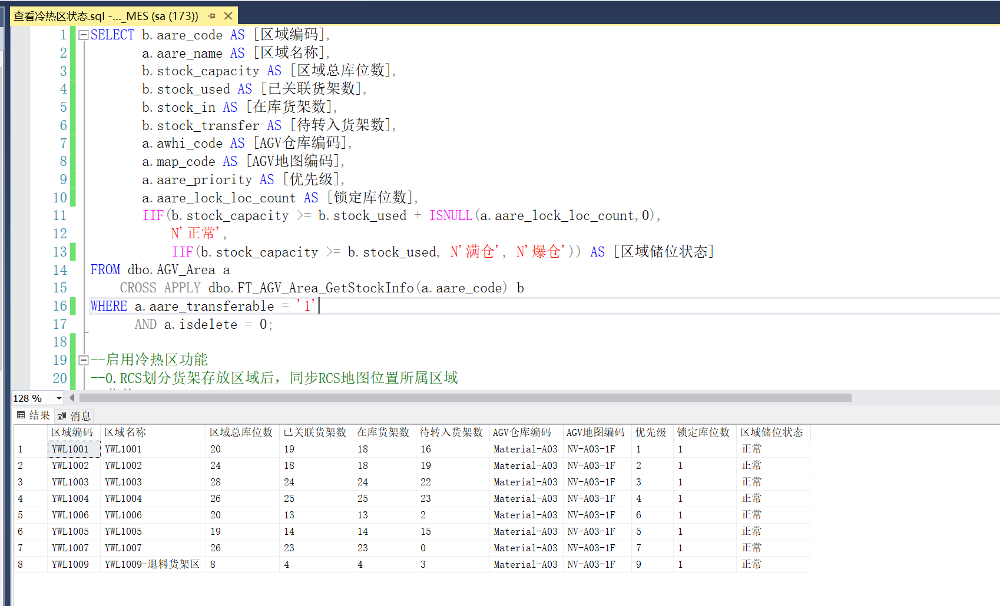 查看冷热区状态.sql -..._MES (sa (173))
1 SELECT b.aare_code AS [区域编码],
2 a.aare_name AS [区域名称],
3 b.stock_capacity AS [区域总库位数],
4 b.stock_used AS [已关联货架数],
5 b.stock_in AS [在库货架数],
6 b.stock_transfer AS [待转入货架数],
7 a.awhi_code AS [AGV仓库编码],
8 a.map_code AS [AGV地图编码],
9 a.aare_priority AS [优先级],
10 a.aare_lock_loc_count AS [锁定库位数],
11 IIF(b.stock_capacity >= b.stock_used + ISNULL(a.aare_lock_loc_count,0),
12 N'正常',
13 IIF(b.stock_capacity >= b.stock_used, N'满仓', N'爆仓')) AS [区域储位状态]
14 FROM dbo.AGV_Area a
15 CROSS APPLY dbo.FT_AGV_Area_GetStockInfo(a.aare_code) b
16 WHERE a.aare_transferable = '1'
17 AND a.isdelete = 0;
18
19 --启用冷热区功能
20 --0.RCS划分货架存放区域后，同步RCS地图位置所属区域
128 %
结果 消息
区域编码 区域名称 区域总库位数 已关联货架数 在库货架数 待转入货架数 AGV仓库编码 AGV地图编码 优先级 锁定库位数 区域储位状态
1 YWL1001 YWL1001 20 19 18 16 Material-A03 NV-A03-1F 1 1 正常
2 YWL1002 YWL1002 24 18 18 19 Material-A03 NV-A03-1F 2 1 正常
3 YWL1003 YWL1003 28 24 24 22 Material-A03 NV-A03-1F 3 1 正常
4 YWL1004 YWL1004 26 25 25 23 Material-A03 NV-A03-1F 4 1 正常
5 YWL1006 YWL1006 20 13 13 2 Material-A03 NV-A03-1F 6 1 正常
6 YWL1005 YWL1005 19 14 14 15 Material-A03 NV-A03-1F 5 1 正常
7 YWL1007 YWL1007 26 23 23 0 Material-A03 NV-A03-1F 7 1 正常
8 YWL1009 YWL1009-退料货架区 8 4 4 3 Material-A03 NV-A03-1F 9 1 正常